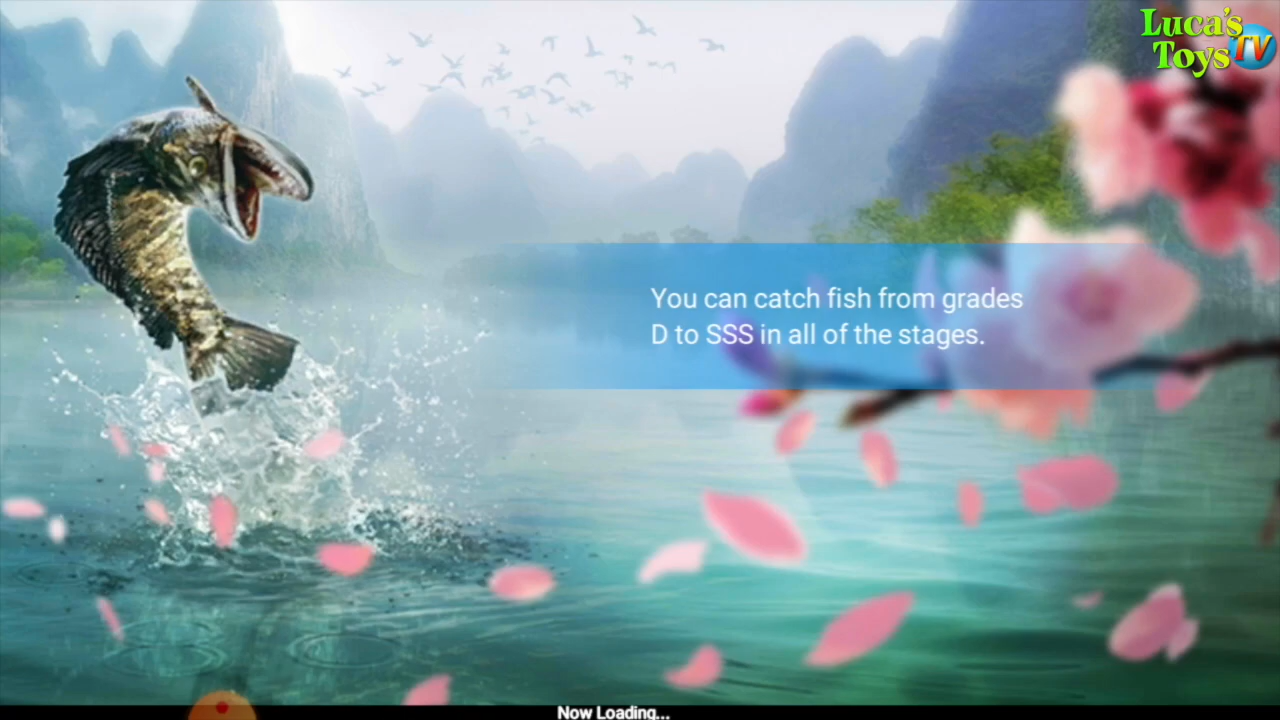 Luca's
Toys TV
You can catch fish from grades
D to SSS in all of the stages.
Now Loading...